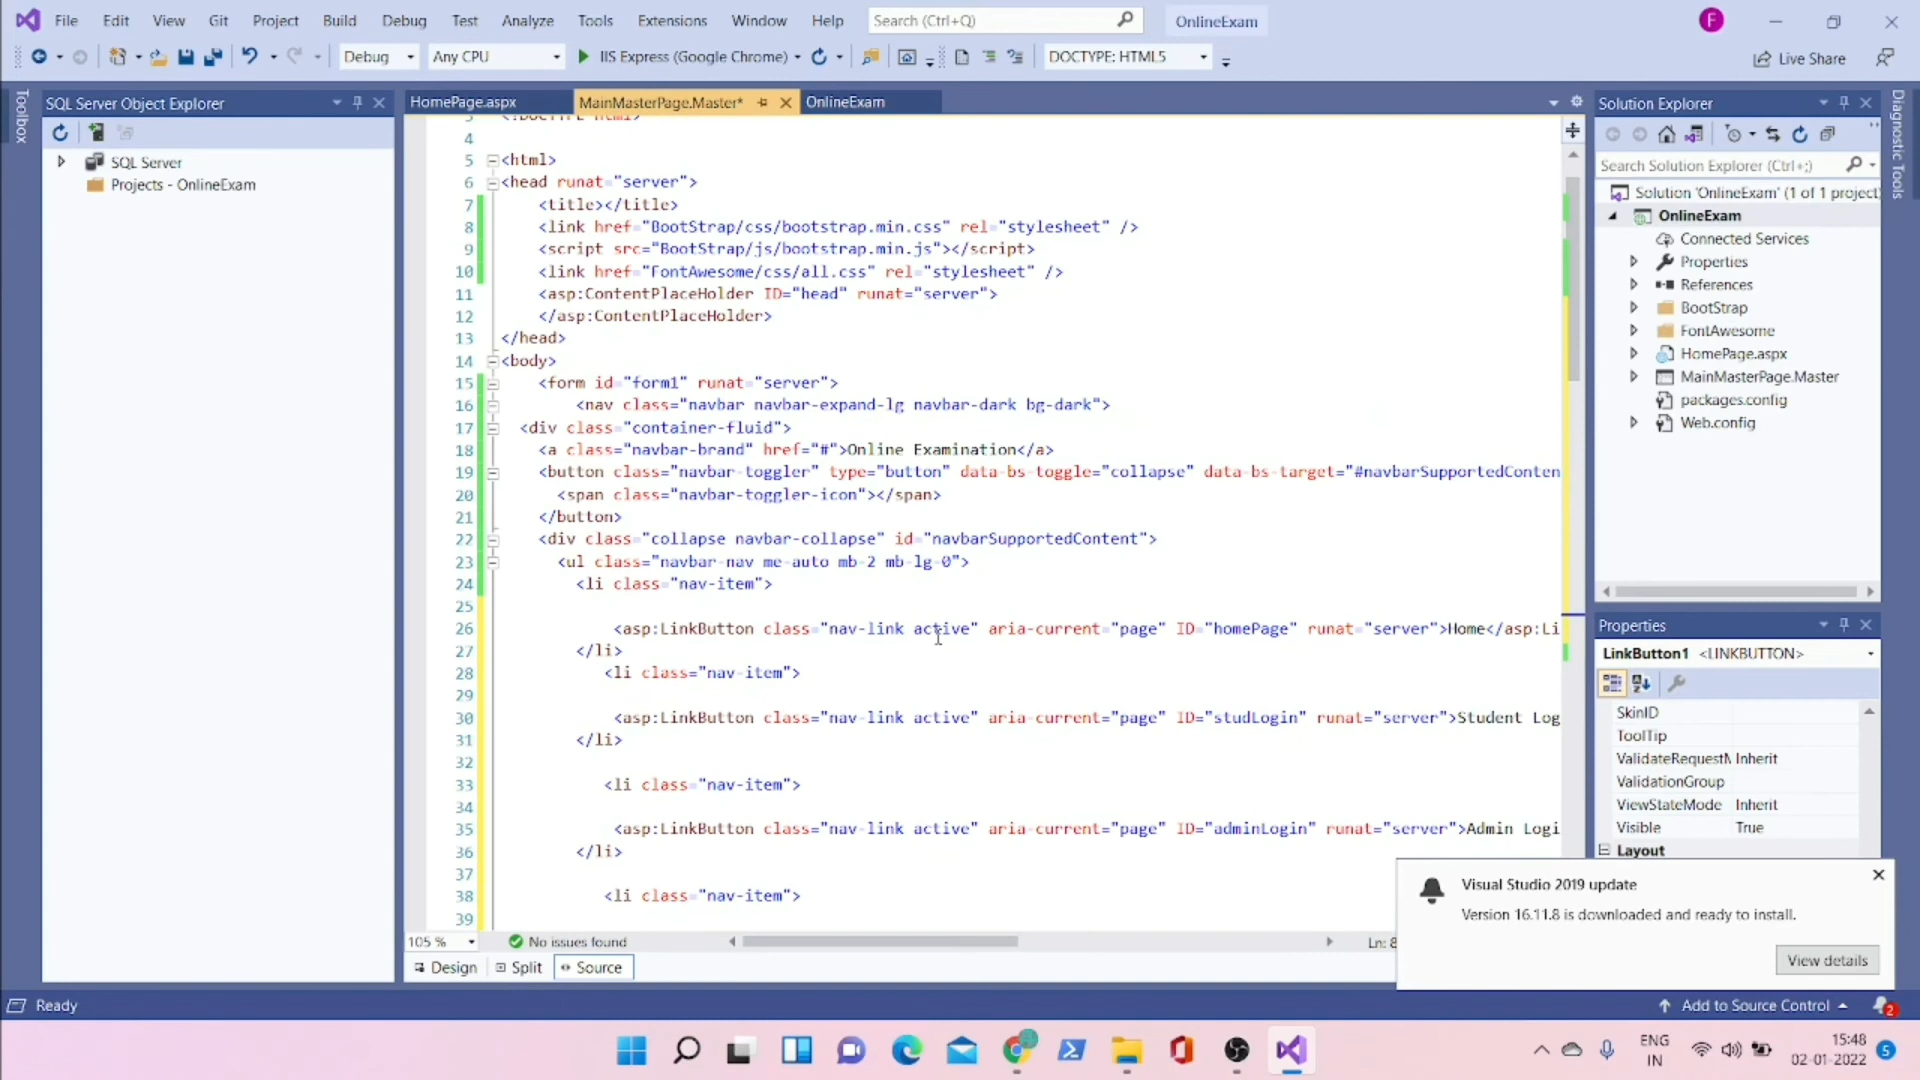 File Edit View Git Project Build Debug Test Analyze Tools Extensions Window Help Search (Ctrl+Q) OnlineExam F
Debug Any CPU IIS Express (Google Chrome) DOCTYPE: HTML5 Live Share
Toolbox
SQL Server Object Explorer
SQL Server
Projects - OnlineExam
HomePage.aspx MainMasterPage.Master* OnlineExam
4
5 <html>
6 <head runat="server">
7 <title></title>
8 <link href="BootStrap/css/bootstrap.min.css" rel="stylesheet" />
9 <script src="BootStrap/js/bootstrap.min.js"></script>
10 <link href="FontAwesome/css/all.css" rel="stylesheet" />
11 <asp:ContentPlaceHolder ID="head" runat="server">
12 </asp:ContentPlaceHolder>
13 </head>
14 <body>
15 <form id="form1" runat="server">
16 <nav class="navbar navbar-expand-lg navbar-dark bg-dark">
17 <div class="container-fluid">
18 <a class="navbar-brand" href="#">Online Examination</a>
19 <button class="navbar-toggler" type="button" data-bs-toggle="collapse" data-bs-target="#navbarSupportedConten
20 <span class="navbar-toggler-icon"></span>
21 </button>
22 <div class="collapse navbar-collapse" id="navbarSupportedContent">
23 <ul class="navbar-nav me-auto mb-2 mb-lg-0">
24 <li class="nav-item">
25
26 <asp:LinkButton class="nav-link active" aria-current="page" ID="homePage" runat="server">Home</asp:Li
27 </li>
28 <li class="nav-item">
29
30 <asp:LinkButton class="nav-link active" aria-current="page" ID="studLogin" runat="server">Student Log
31 </li>
32
33 <li class="nav-item">
34
35 <asp:LinkButton class="nav-link active" aria-current="page" ID="adminLogin" runat="server">Admin Logi
36 </li>
37
38 <li class="nav-item">
39
105 % No issues found Ln: 8
Design Split Source
Solution Explorer
Search Solution Explorer (Ctrl+;)
Solution 'OnlineExam' (1 of 1 project
OnlineExam
Connected Services
Properties
References
BootStrap
FontAwesome
HomePage.aspx
MainMasterPage.Master
packages.config
Web.config
Diagnostic Tools
Properties
LinkButton1 <LINKBUTTON>
SkinID
ToolTip
ValidateRequestM Inherit
ValidationGroup
ViewStateMode Inherit
Visible True
Layout
Visual Studio 2019 update
Version 16.11.8 is downloaded and ready to install.
View details
Ready Add to Source Control 2
ENG
IN
15:48
02-01-2022
5